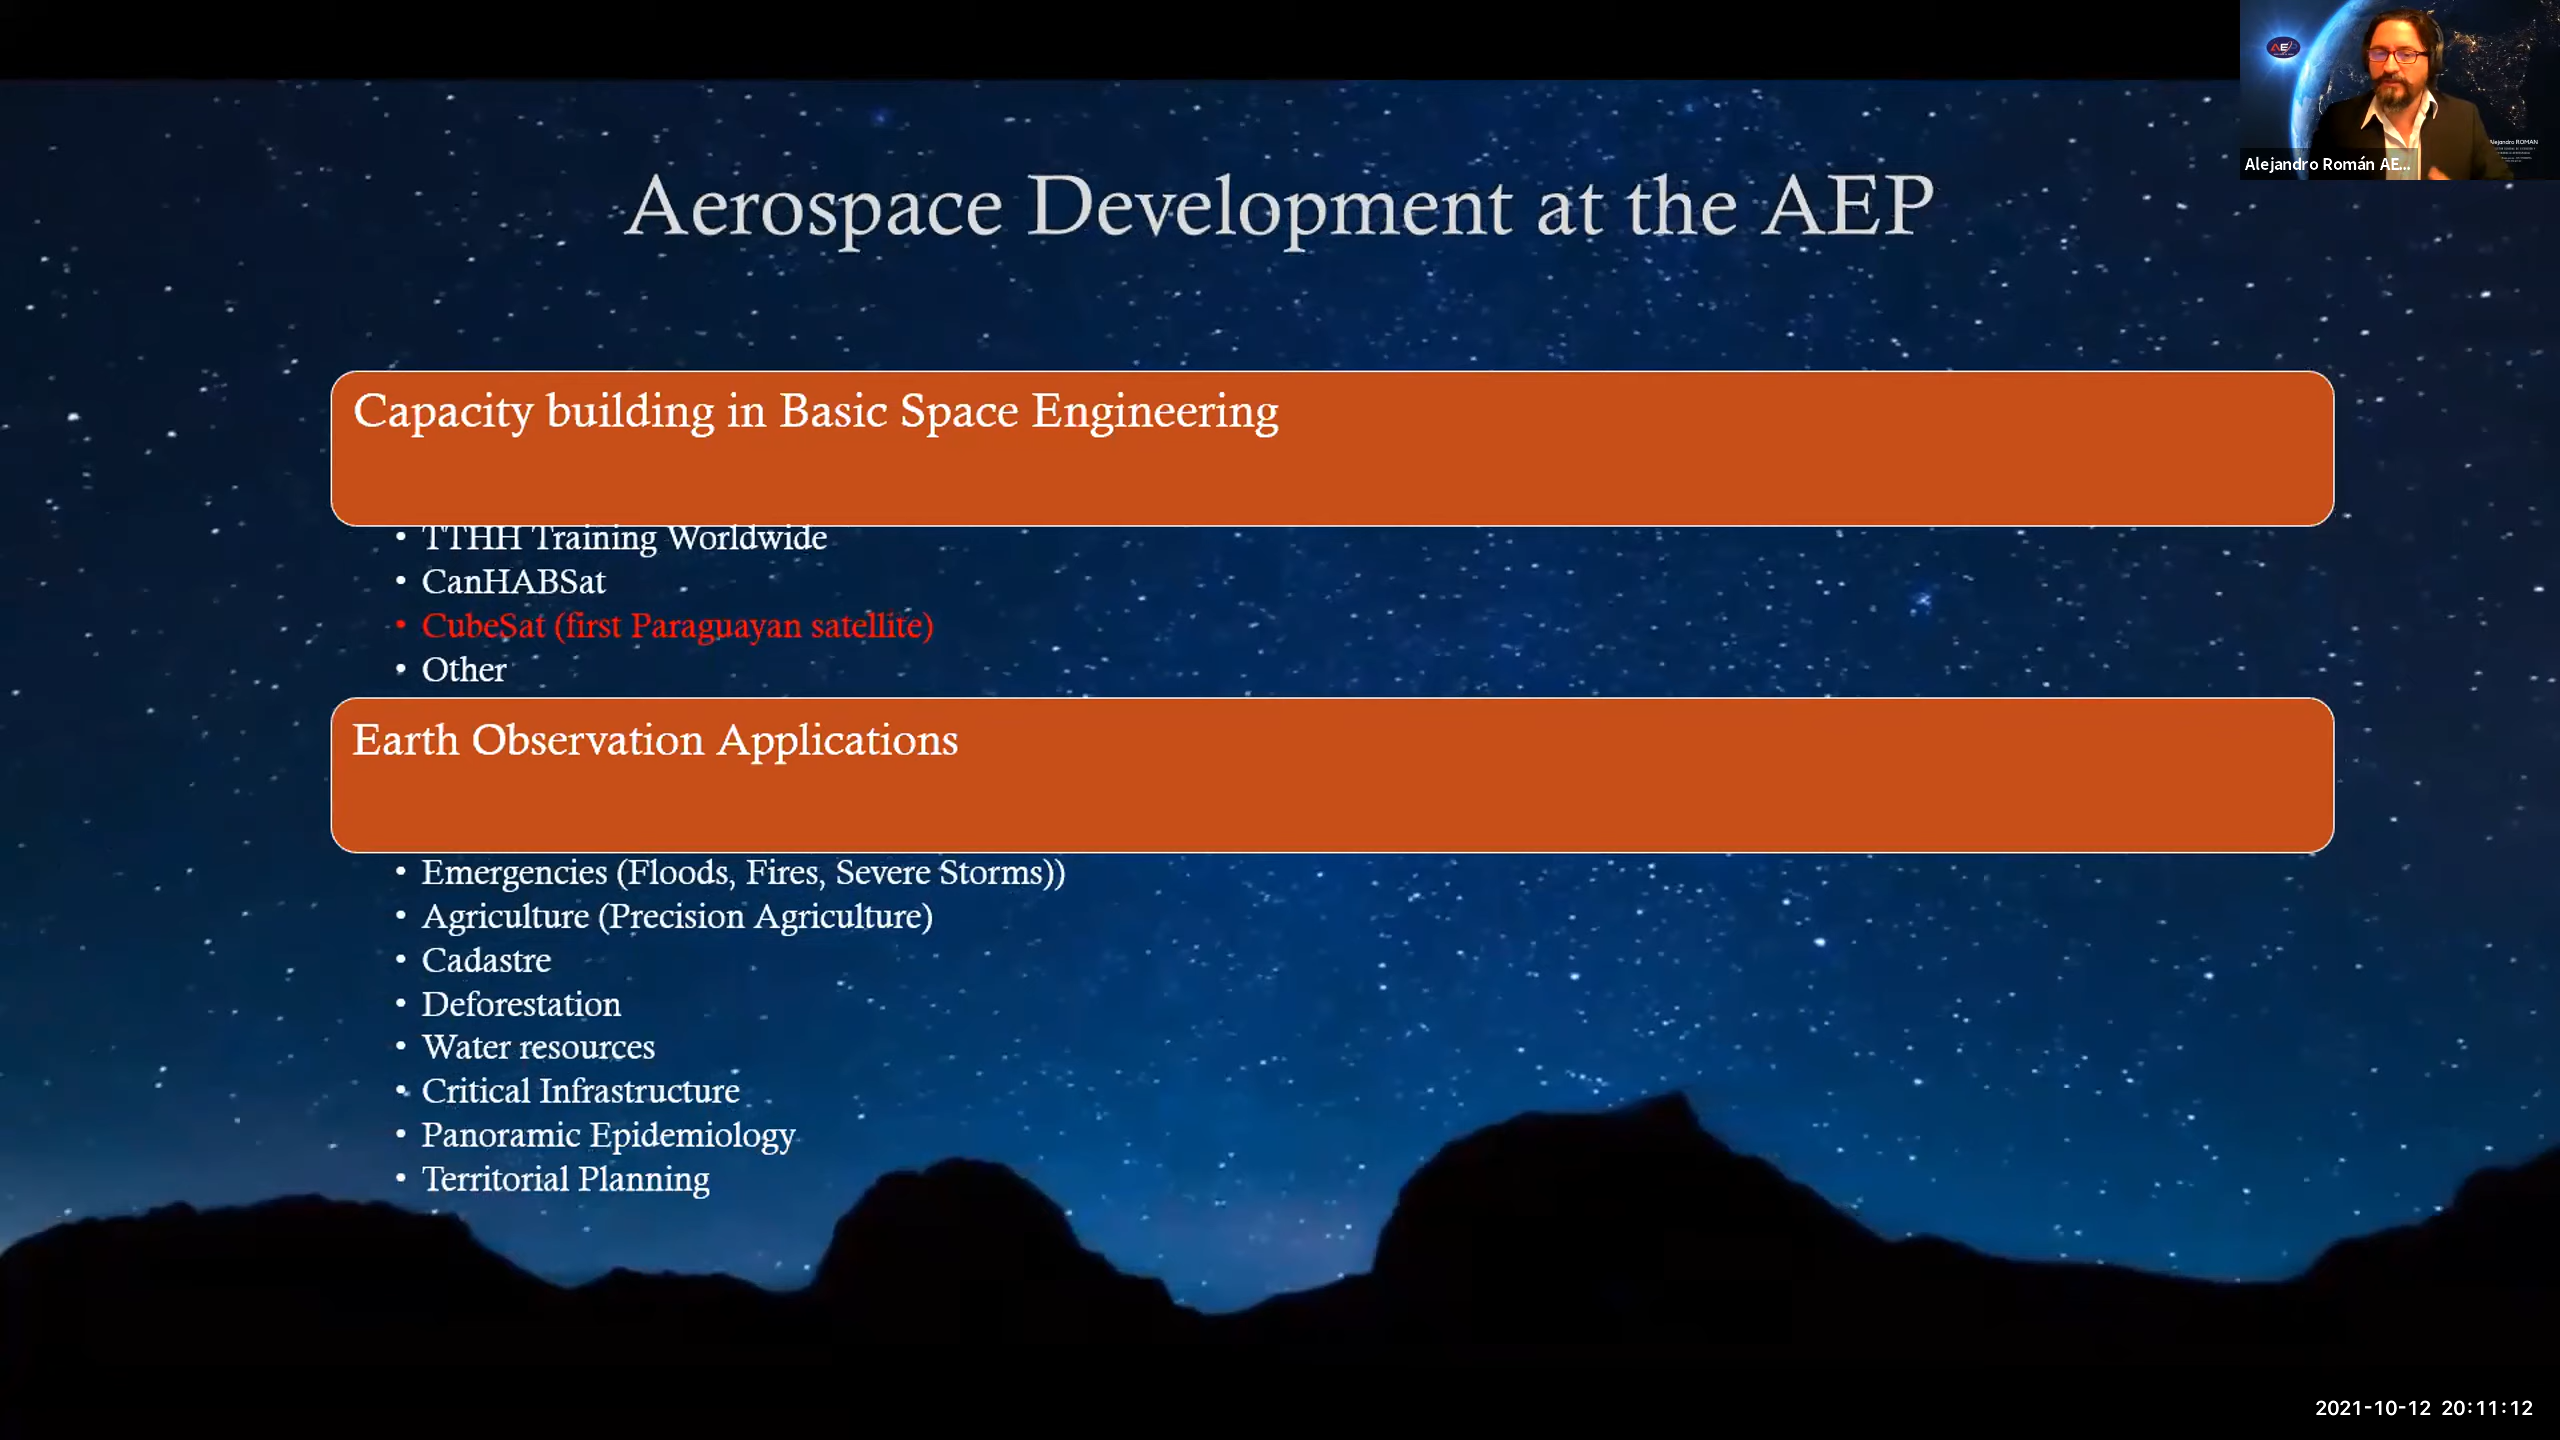 Alejandro Román AE...
Aerospace Development at the AEP
Capacity building in Basic Space Engineering
• TTHH Training Worldwide
• CanHABSat
• CubeSat (first Paraguayan satellite)
• Other
Earth Observation Applications
• Emergencies (Floods, Fires, Severe Storms))
• Agriculture (Precision Agriculture)
• Cadastre
• Deforestation
• Water resources
• Critical Infrastructure
• Panoramic Epidemiology
• Territorial Planning
2021-10-12 20:11:12